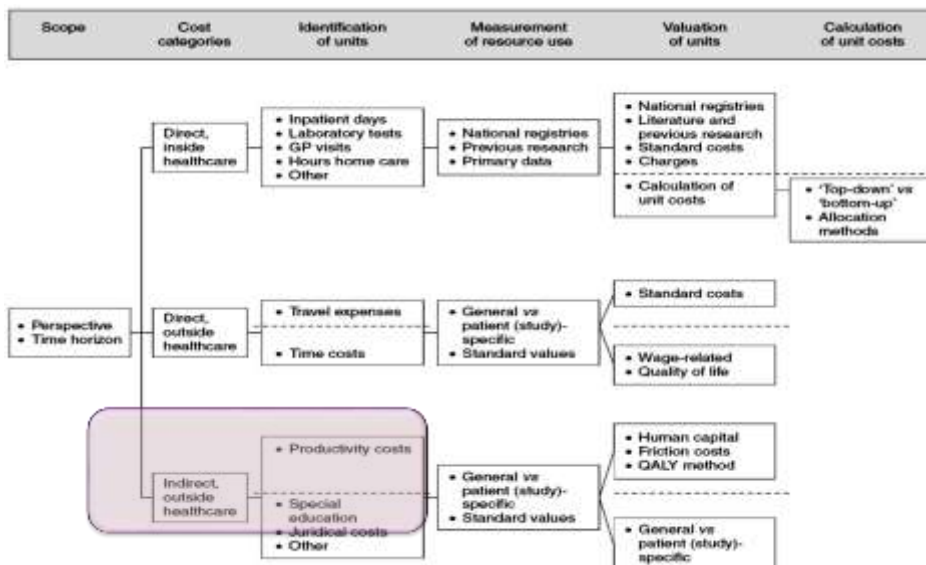 Scope
Cost
categories
Identification
of units
Measurement
of resource use
Valuation
of units
Calculation
of unit costs
Direct,
inside
healthcare
• Inpatient days
• Laboratory tests
• GP visits
• Hours home care
• Other
• National registries
• Previous research
• Primary data
• National registries
• Literature and
previous research
• Standard costs
• Charges
• Calculation of
unit costs
• 'Top-down' vs
'bottom-up'
• Allocation
methods
• Perspective
• Time horizon
Direct,
outside
healthcare
• Travel expenses
• Time costs
• General vs
patient (study)-
specific
• Standard values
• Standard costs
• Wage-related
• Quality of life
Indirect,
outside
healthcare
• Productivity costs
• Special
education
• Juridical costs
• Other
• General vs
patient (study)-
specific
• Standard values
• Human capital
• Friction costs
• QALY method
• General vs
patient (study)-
specific